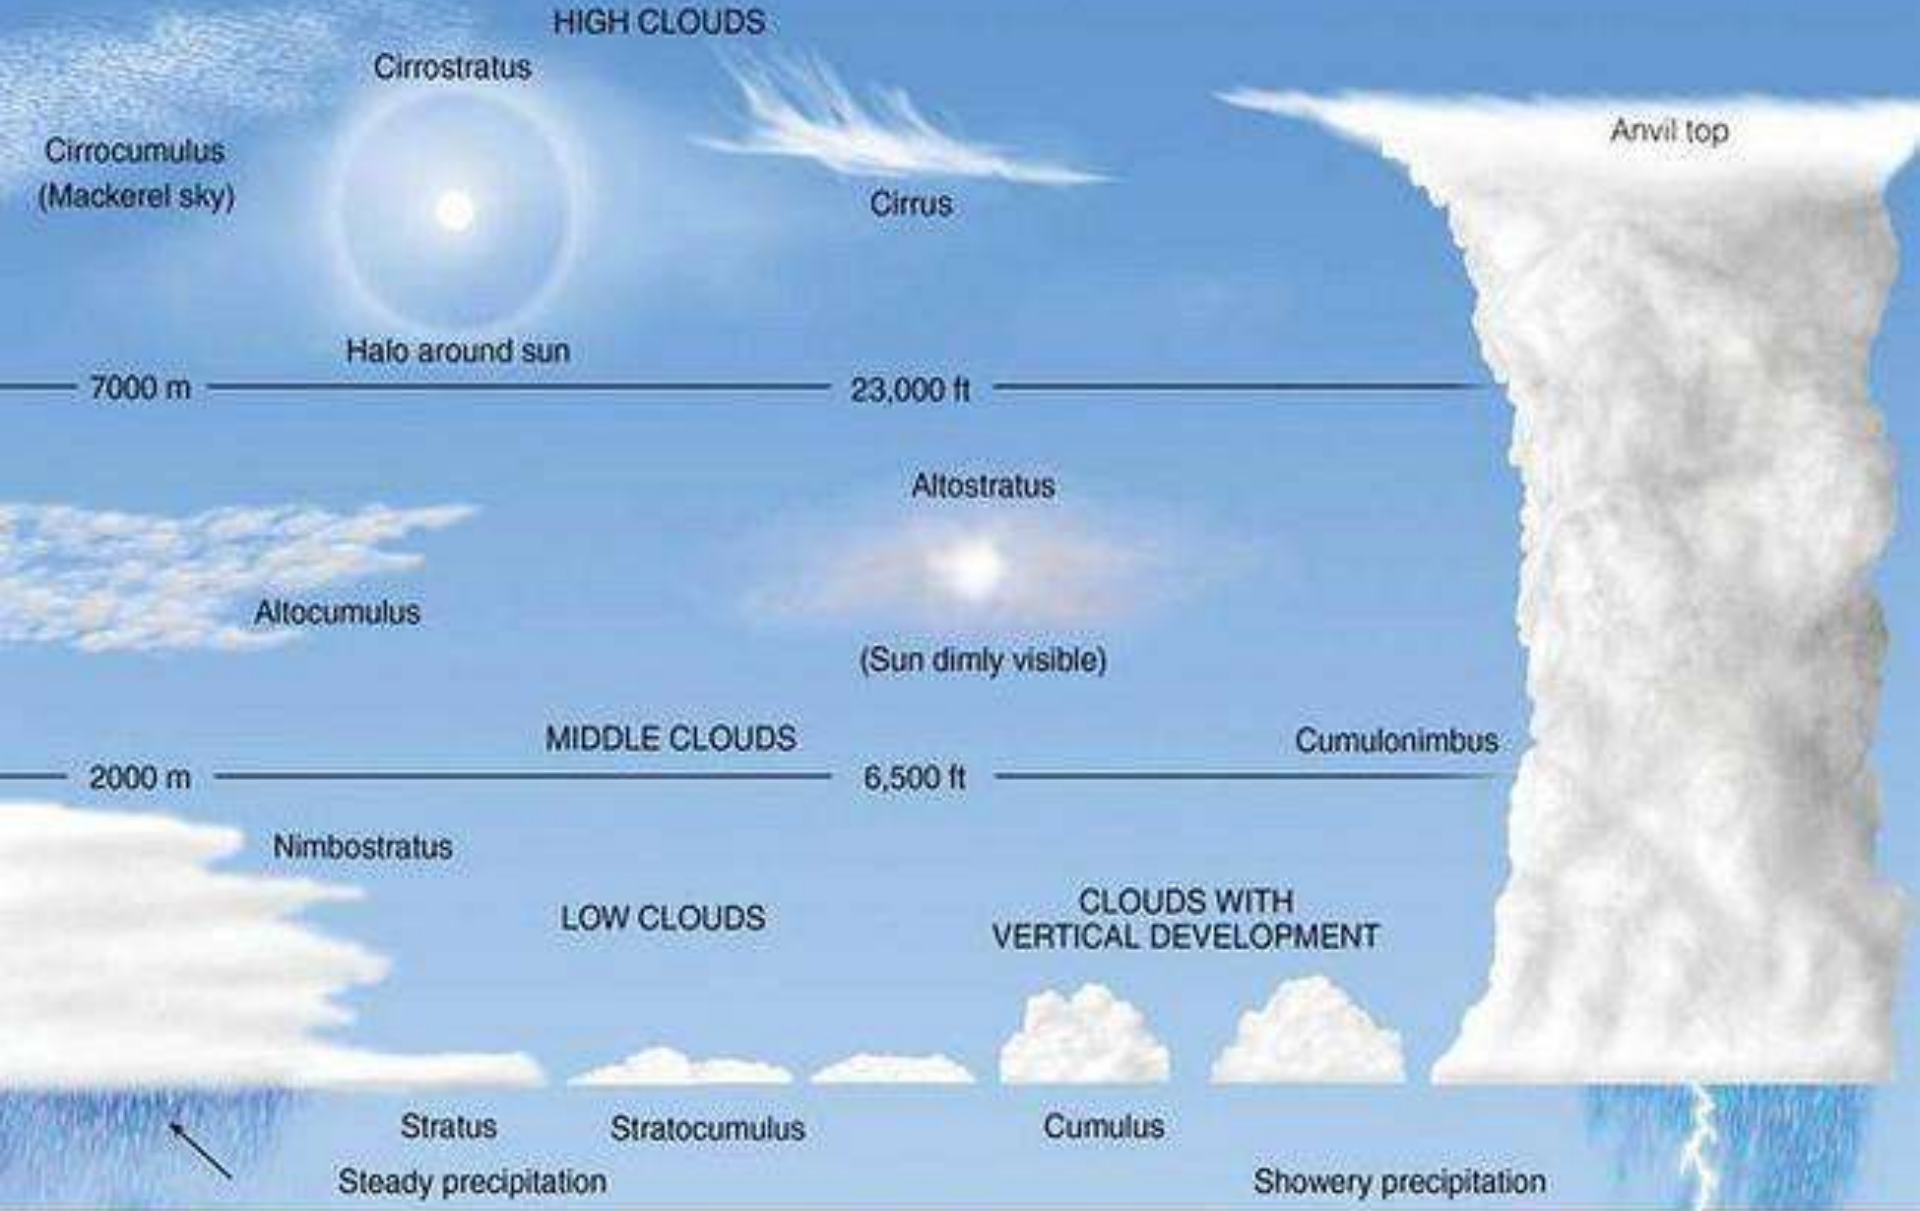 HIGH CLOUDS
Cirrostratus
Cirrocumulus
(Mackerel sky)
Anvil top
Cirrus
Halo around sun
7000 m
23,000 ft
Altostratus
Altocumulus
(Sun dimly visible)
MIDDLE CLOUDS
Cumulonimbus
2000 m
6,500 ft
Nimbostratus
LOW CLOUDS
CLOUDS WITH
VERTICAL DEVELOPMENT
Stratus
Stratocumulus
Cumulus
Steady precipitation
Showery precipitation